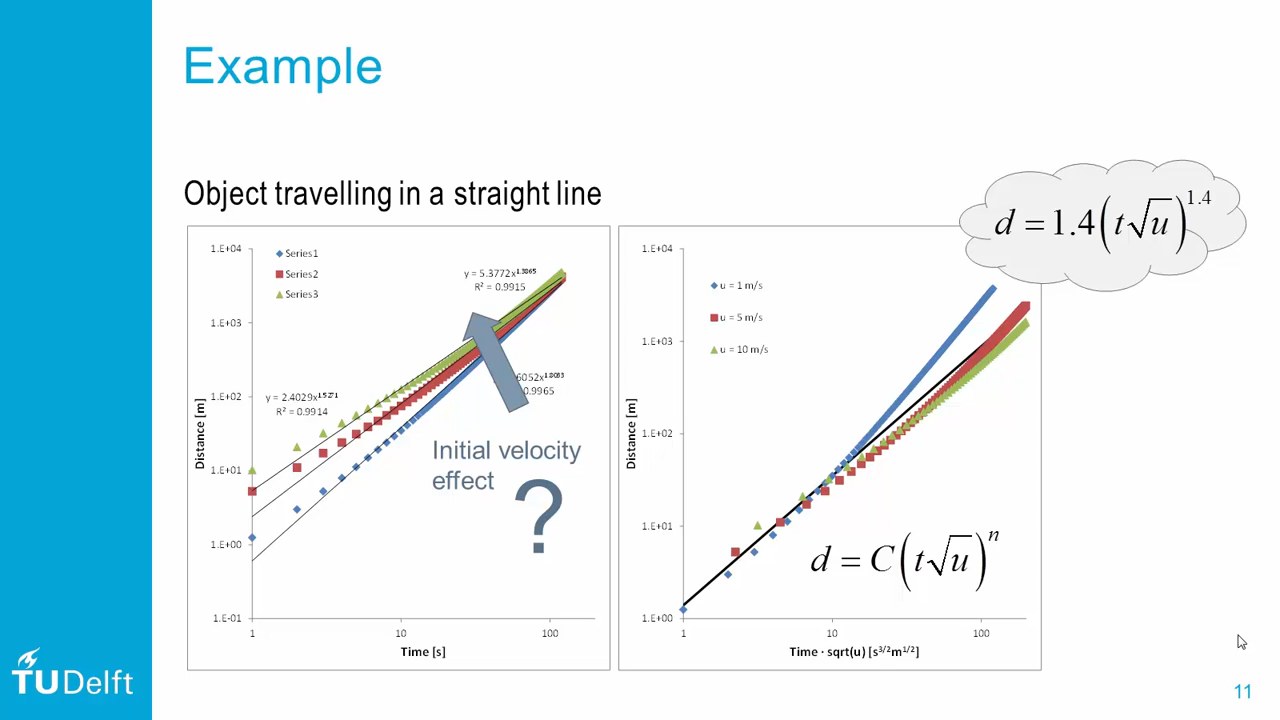 Example
Object travelling in a straight line
d = 1.4(t√u)^1.4
1.E+04
1.E+03
1.E+02
1.E+01
1.E+00
1.E-01
Distance [m]
Series1
Series2
Series3
y = 5.3772x^1.3865
R² = 0.9915
y = 2.4029x^1.5271
R² = 0.9914
0.9965
Initial velocity
effect
?
1
10
100
Time [s]
1.E+04
1.E+03
1.E+02
1.E+01
1.E+00
Distance [m]
u = 1 m/s
u = 5 m/s
u = 10 m/s
d = C(t√u)^n
1
10
100
Time · sqrt(u) [s^3/2m^1/2]
TUDelft
11